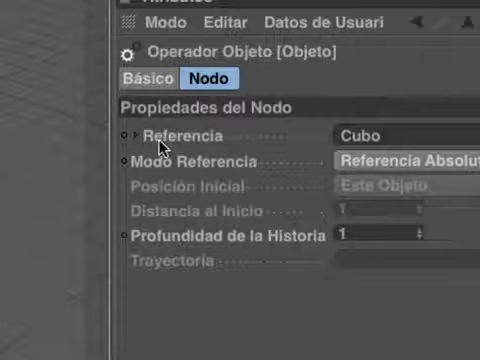 Atributos
Modo Editar Datos de Usuari
Operador Objeto [Objeto]
Básico Nodo
Propiedades del Nodo
Referencia Cubo
Modo Referencia Referencia Absolut
Posición Inicial Este Objeto
Distancia al Inicio 1
Profundidad de la Historia 1
Trayectoria